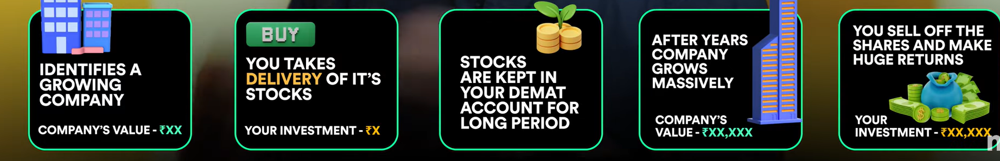 IDENTIFIES A
GROWING
COMPANY
COMPANY'S VALUE - ₹XX
BUY
YOU TAKES
DELIVERY OF IT'S
STOCKS
YOUR INVESTMENT - ₹X
STOCKS
ARE KEPT IN
YOUR DEMAT
ACCOUNT FOR
LONG PERIOD
AFTER YEARS
COMPANY
GROWS
MASSIVELY
COMPANY'S
VALUE - ₹XX,XXX
YOU SELL OFF THE
SHARES AND MAKE
HUGE RETURNS
YOUR
INVESTMENT - ₹XX,XXX